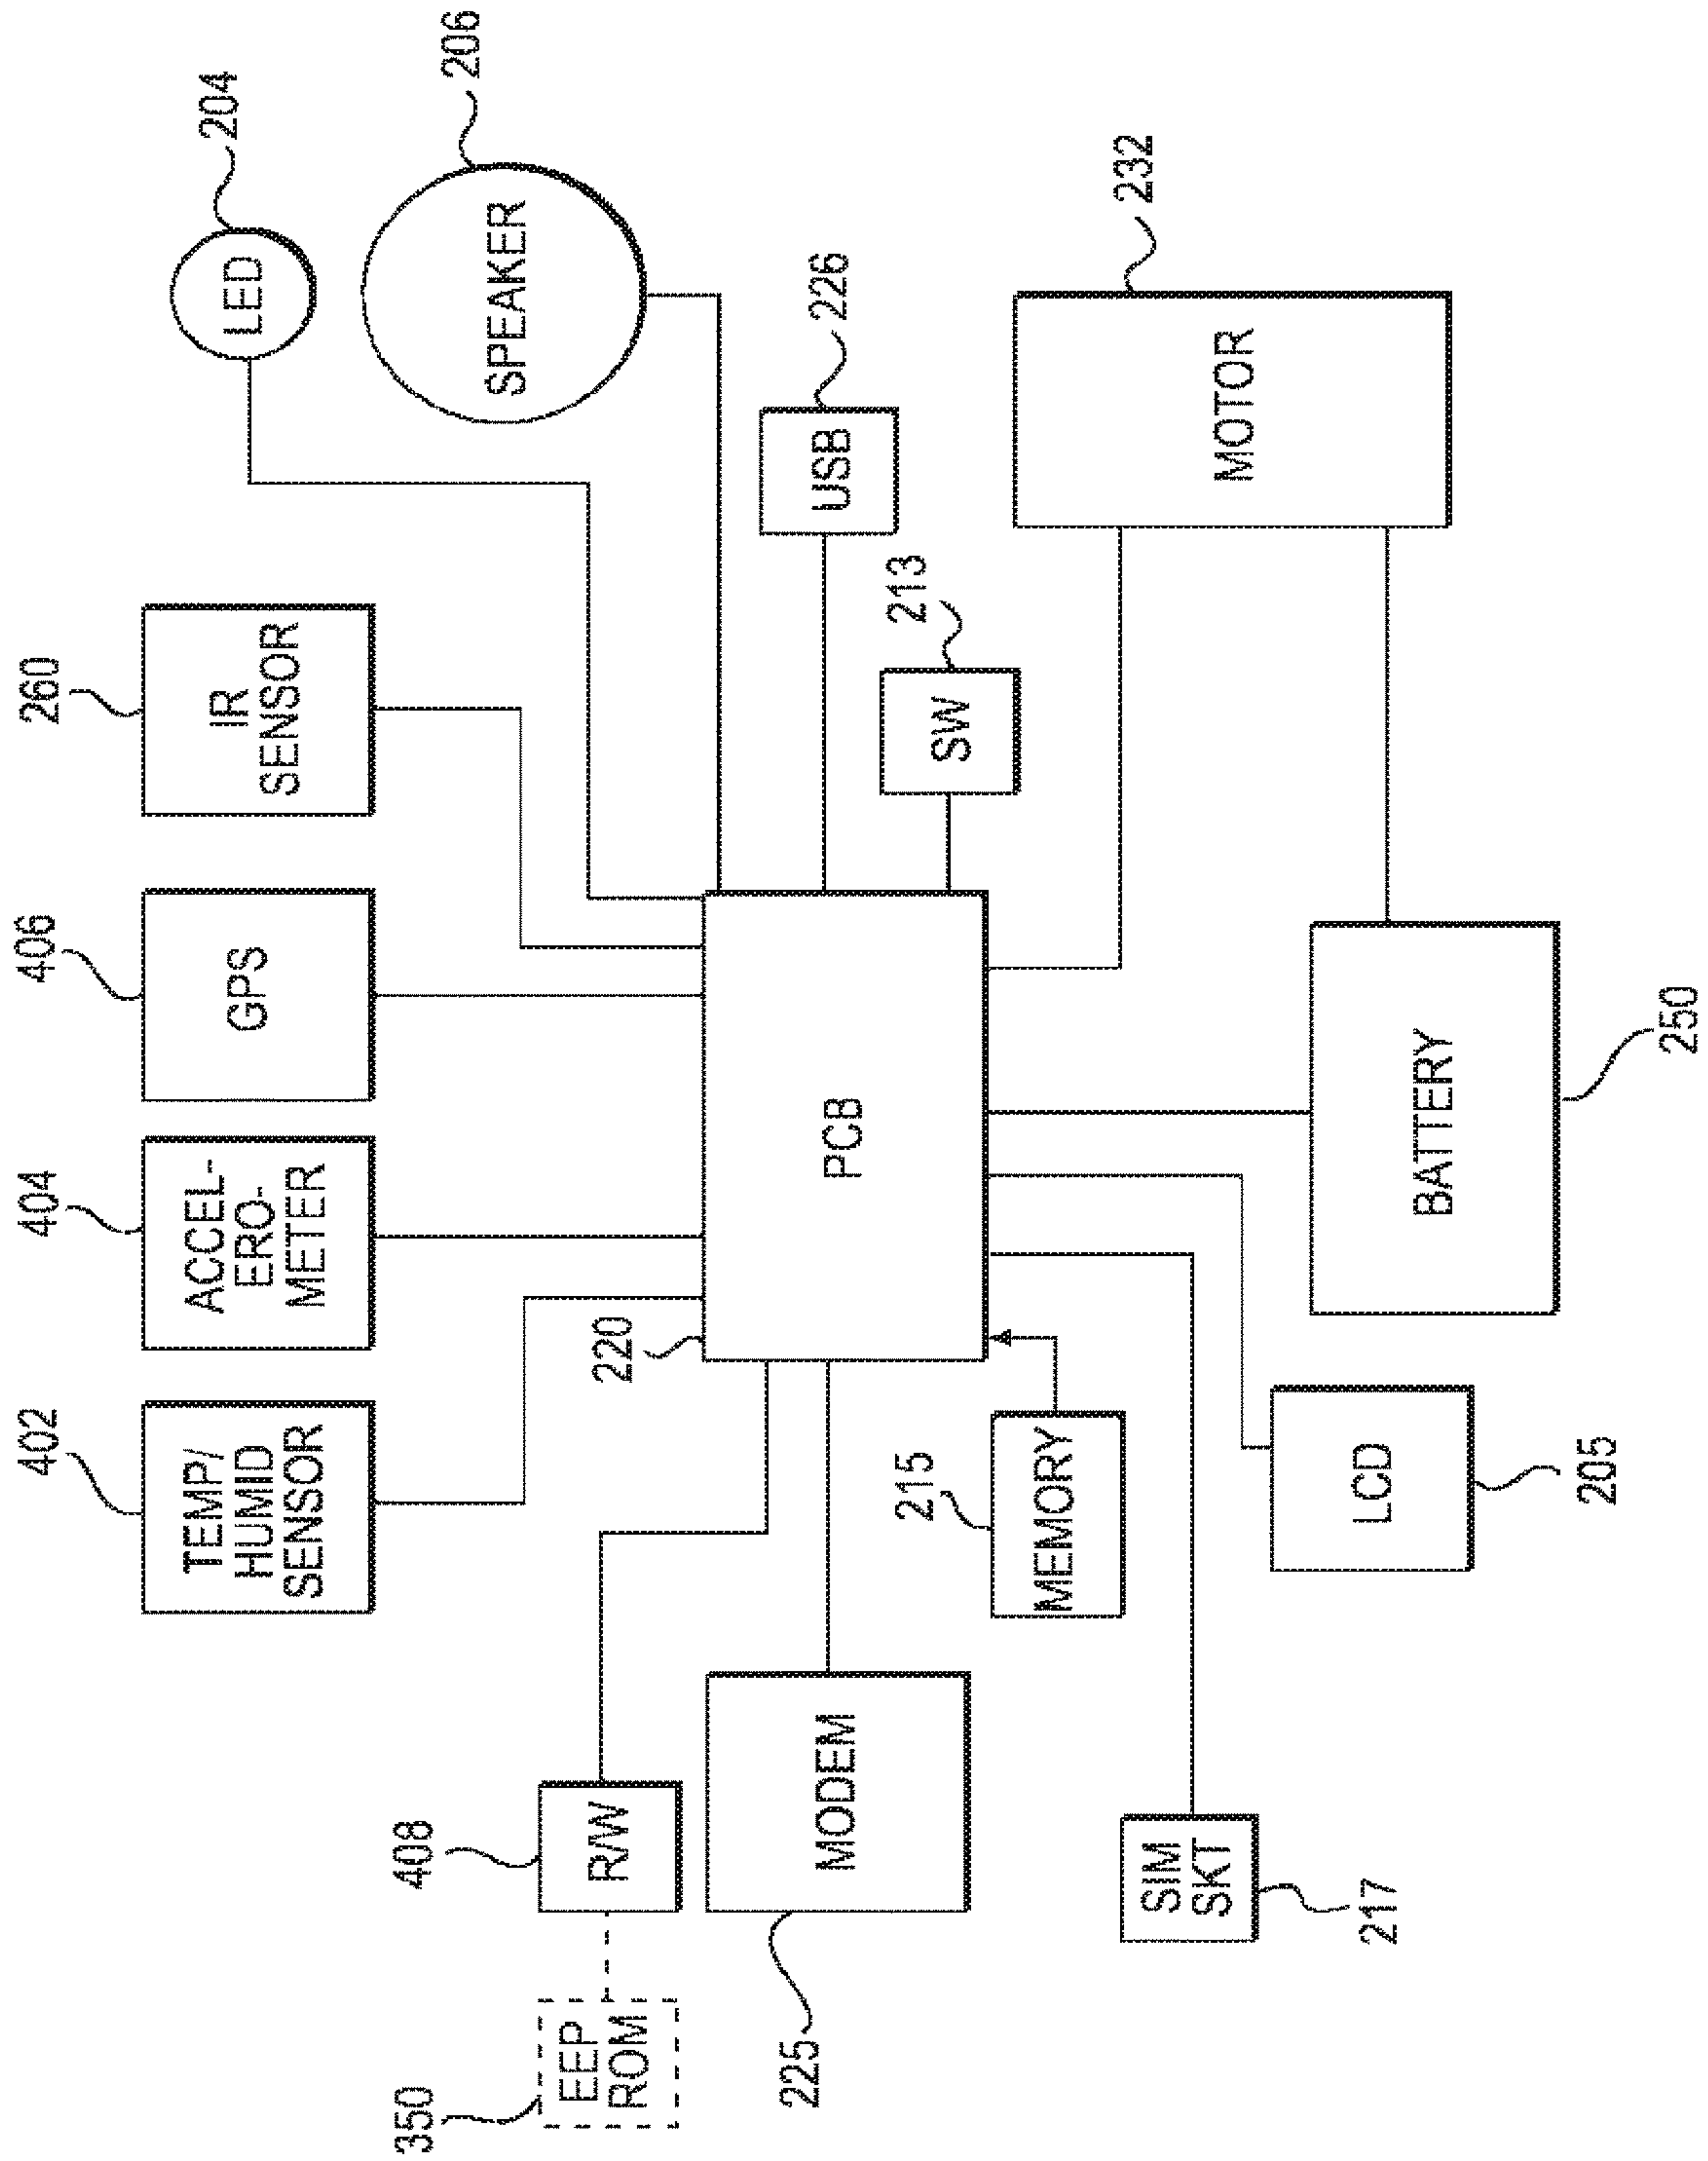 402
TEMP/
HUMID
SENSOR
404
ACCEL-
ERO-
METER
406
GPS
260
IR
SENSOR
204
LED
206
SPEAKER
350
EEP
ROM
408
R/W
220
PCB
225
MODEM
226
USB
213
SW
215
MEMORY
232
MOTOR
217
SIM
SKT
205
LCD
250
BATTERY